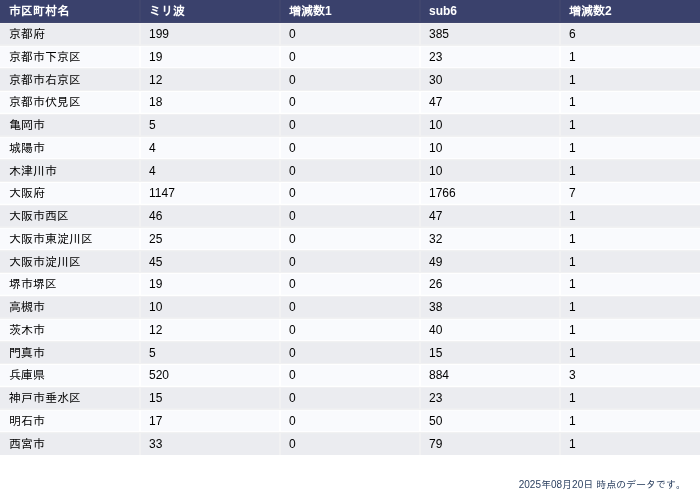 市区町村名 ミリ波 増減数1 sub6 増減数2
京都府 199 0 385 6
京都市下京区 19 0 23 1
京都市右京区 12 0 30 1
京都市伏見区 18 0 47 1
亀岡市 5 0 10 1
城陽市 4 0 10 1
木津川市 4 0 10 1
大阪府 1147 0 1766 7
大阪市西区 46 0 47 1
大阪市東淀川区 25 0 32 1
大阪市淀川区 45 0 49 1
堺市堺区 19 0 26 1
高槻市 10 0 38 1
茨木市 12 0 40 1
門真市 5 0 15 1
兵庫県 520 0 884 3
神戸市垂水区 15 0 23 1
明石市 17 0 50 1
西宮市 33 0 79 1
2025年08月20日 時点のデータです。